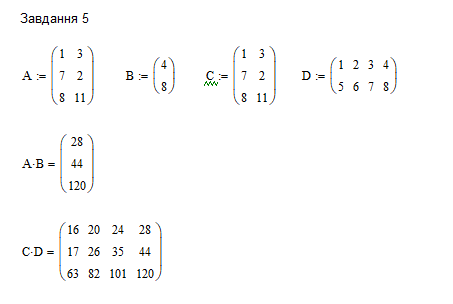 Завдання 5
1 3 1 3
A := 7 2 B := 4 C := 7 2 D := 1 2 3 4
8 11 8 8 11 5 6 7 8
28
A·B = 44
120
16 20 24 28
C·D = 17 26 35 44
63 82 101 120